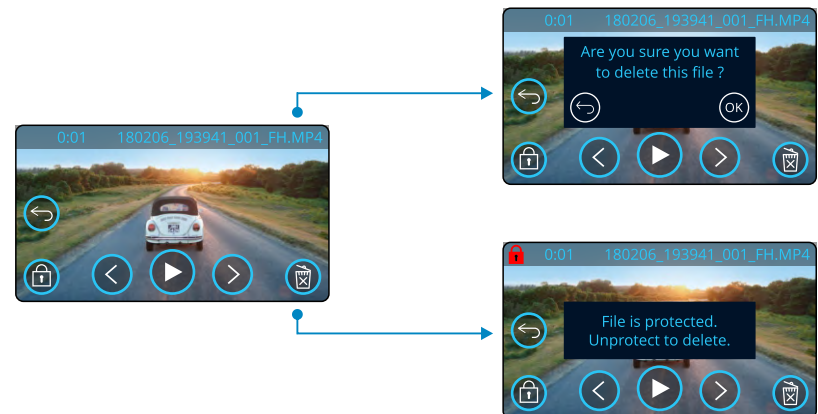 0:01 180206_193941_001_FH.MP4
Are you sure you want
to delete this file ?
OK
0:01 180206_193941_001_FH.MP4
0:01 180206_193941_001_FH.MP4
File is protected.
Unprotect to delete.